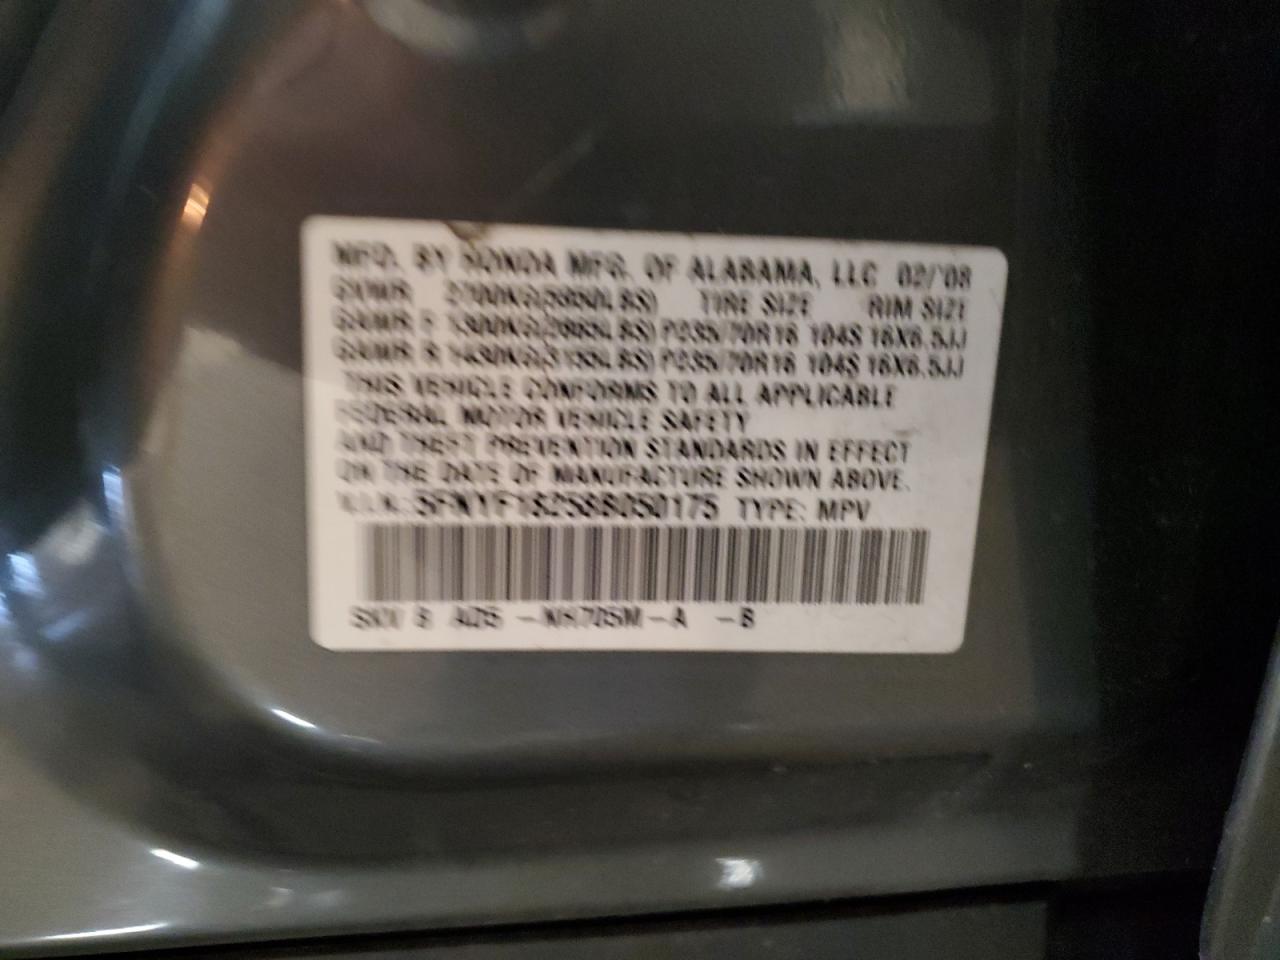 MFD. BY HONDA MFG. OF ALABAMA, LLC 02/'08
GVWR 2700KG(5950LBS) TIRE SIZE RIM SIZE
GAWR F 1300KG(2865LBS) P235/70R16 104S 16X6.5JJ
GAWR R 1430KG(3155LBS) P235/70R16 104S 16X6.5JJ
THIS VEHICLE CONFORMS TO ALL APPLICABLE
FEDERAL MOTOR VEHICLE SAFETY
AND THEFT PREVENTION STANDARDS IN EFFECT
ON THE DATE OF MANUFACTURE SHOWN ABOVE.
V.I.N.: TYPE: MPV
A05 -NH705M-A -B